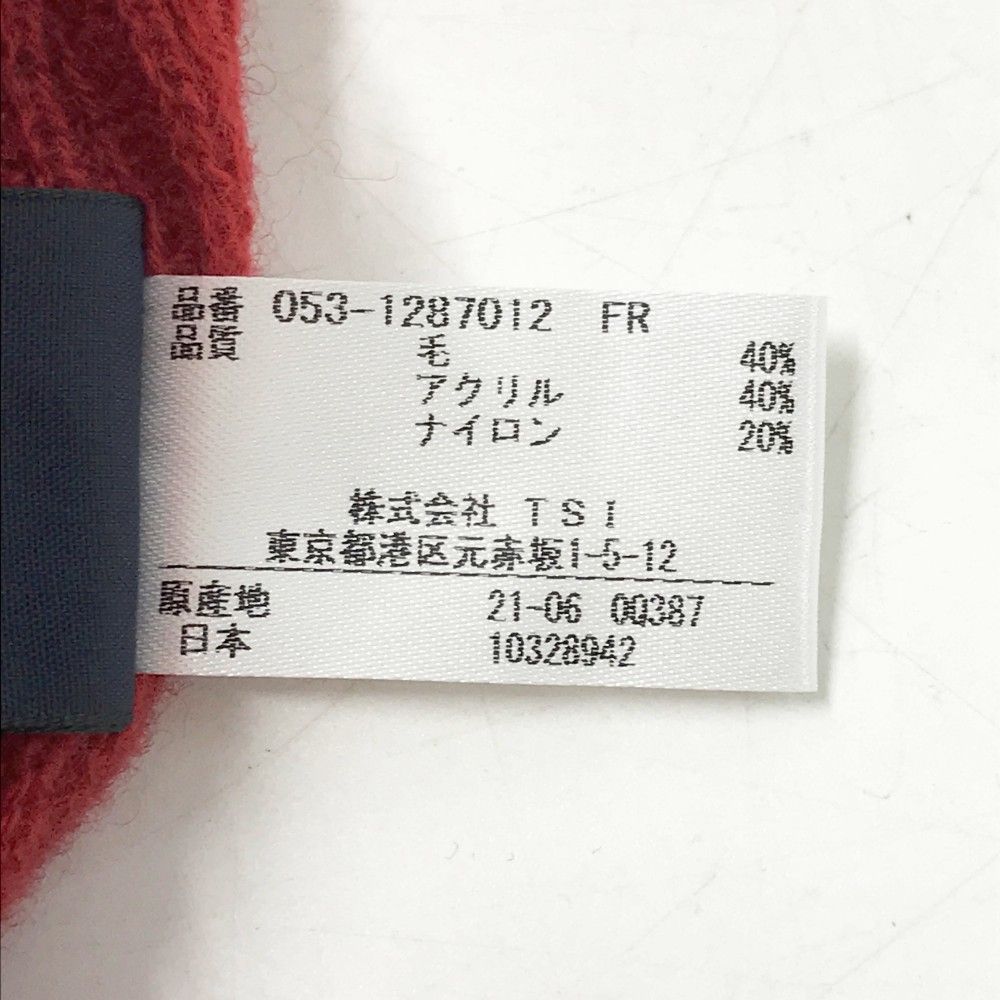 品番 053-1287012 FR
品質 毛 40%
アクリル 40%
ナイロン 20%
株式会社 TSI
東京都港区元赤坂1-5-12
原産地 21-06 00387
日本 10328942